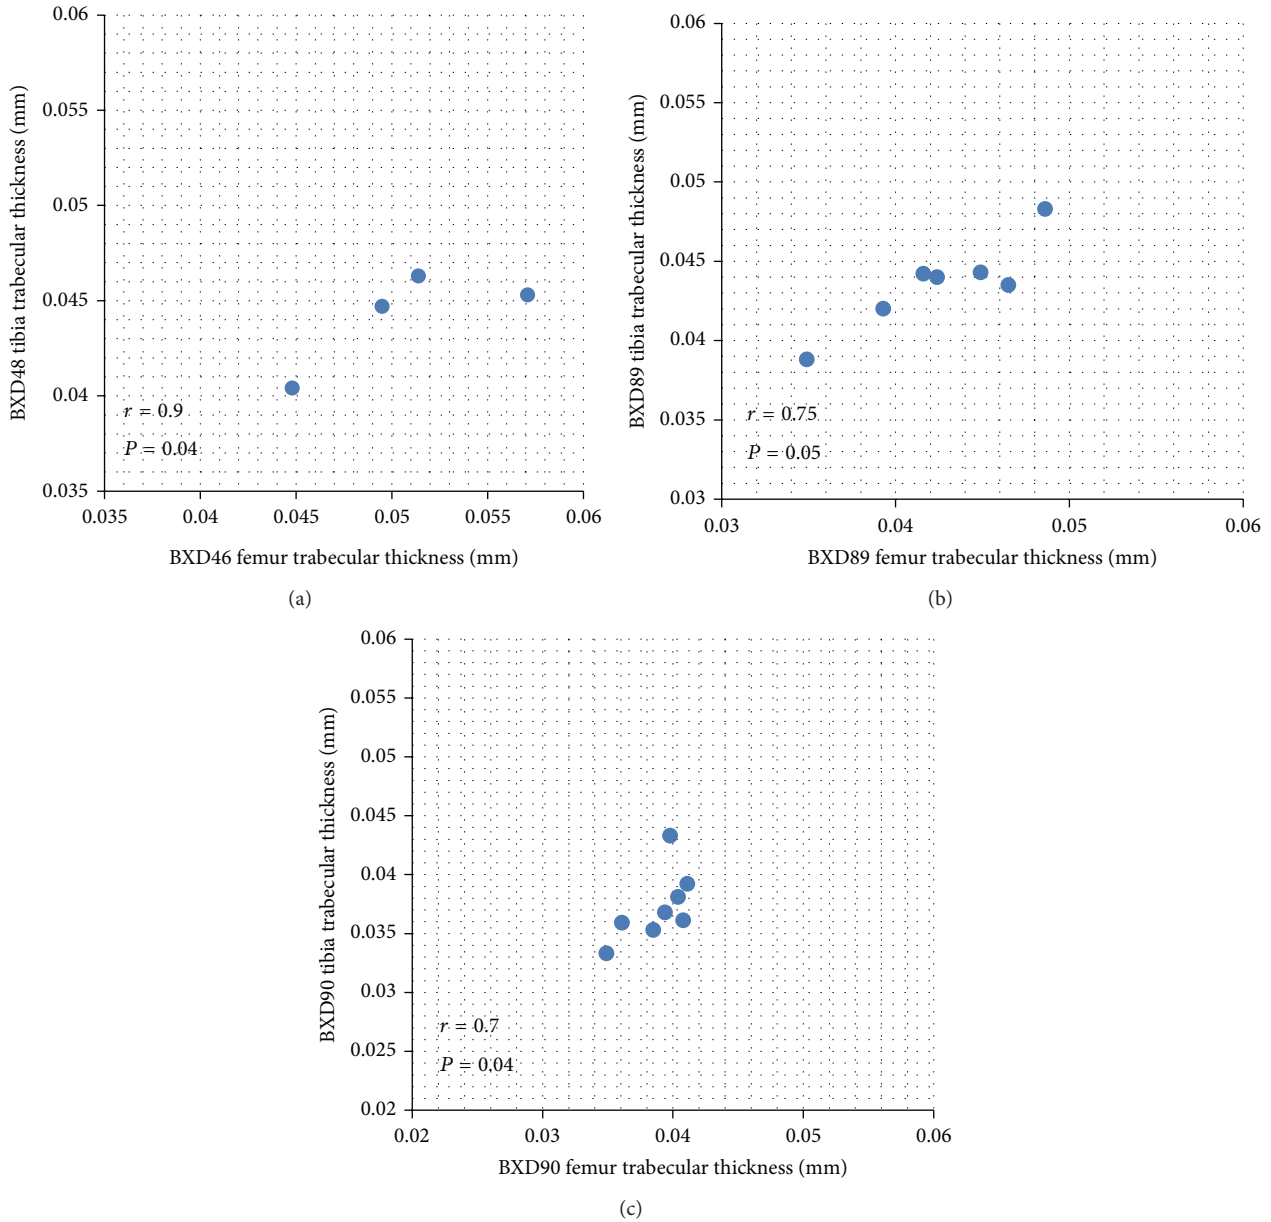 0.06
0.055
0.05
0.045
0.04
0.035
BXD48 tibia trabecular thickness (mm)
r = 0.9
P = 0.04
0.035 0.04 0.045 0.05 0.055 0.06
BXD46 femur trabecular thickness (mm)
(a)
0.06
0.055
0.05
0.045
0.04
0.035
0.03
BXD89 tibia trabecular thickness (mm)
r = 0.75
P = 0.05
0.03 0.04 0.05 0.06
BXD89 femur trabecular thickness (mm)
(b)
0.06
0.055
0.05
0.045
0.04
0.035
0.03
0.025
0.02
BXD90 tibia trabecular thickness (mm)
r = 0.7
P = 0.04
0.02 0.03 0.04 0.05 0.06
BXD90 femur trabecular thickness (mm)
(c)